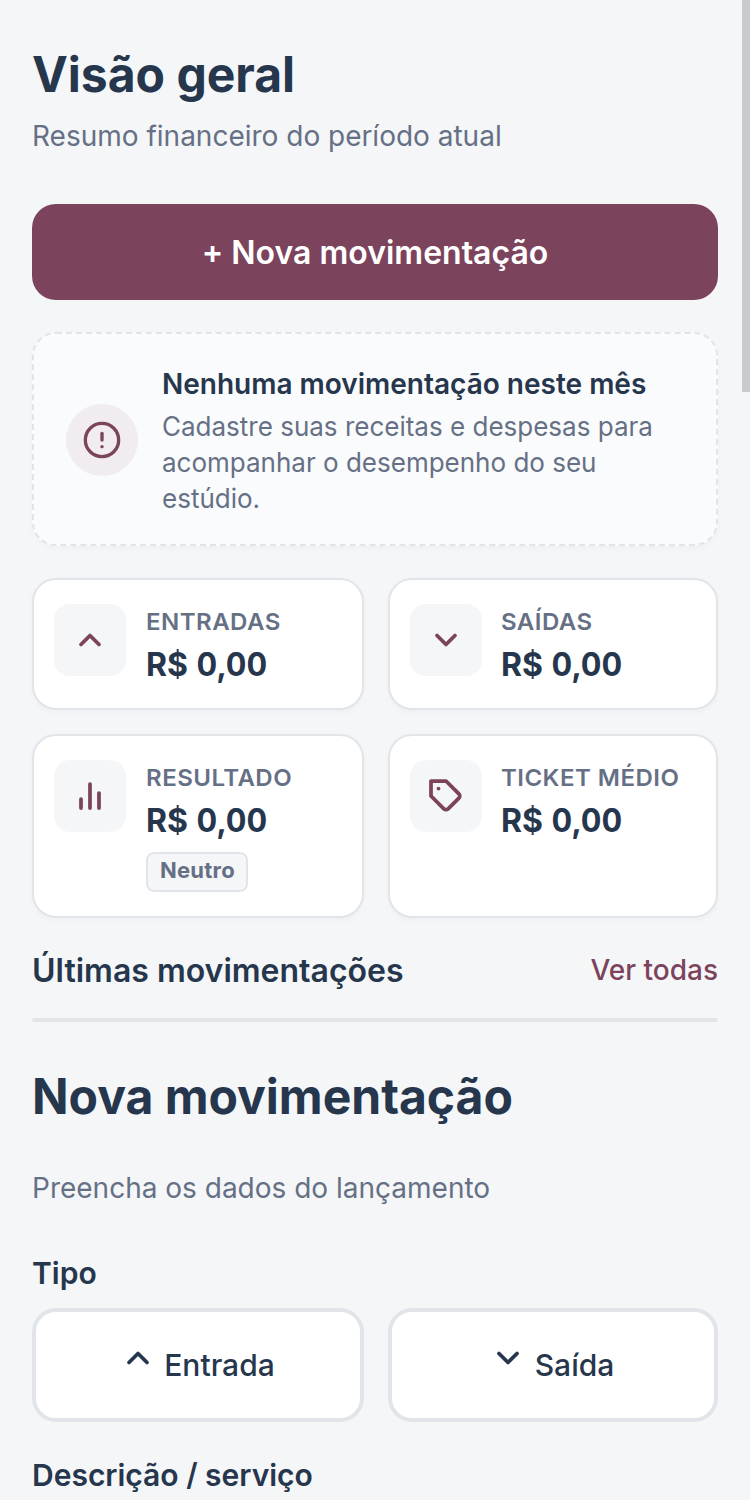 Visão geral
Resumo financeiro do período atual
+ Nova movimentação
Nenhuma movimentação neste mês
Cadastre suas receitas e despesas para
acompanhar o desempenho do seu
estúdio.
ENTRADAS
R$ 0,00
SAÍDAS
R$ 0,00
RESULTADO
R$ 0,00
Neutro
TICKET MÉDIO
R$ 0,00
Últimas movimentações
Ver todas
Nova movimentação
Preencha os dados do lançamento
Tipo
Entrada
Saída
Descrição / serviço